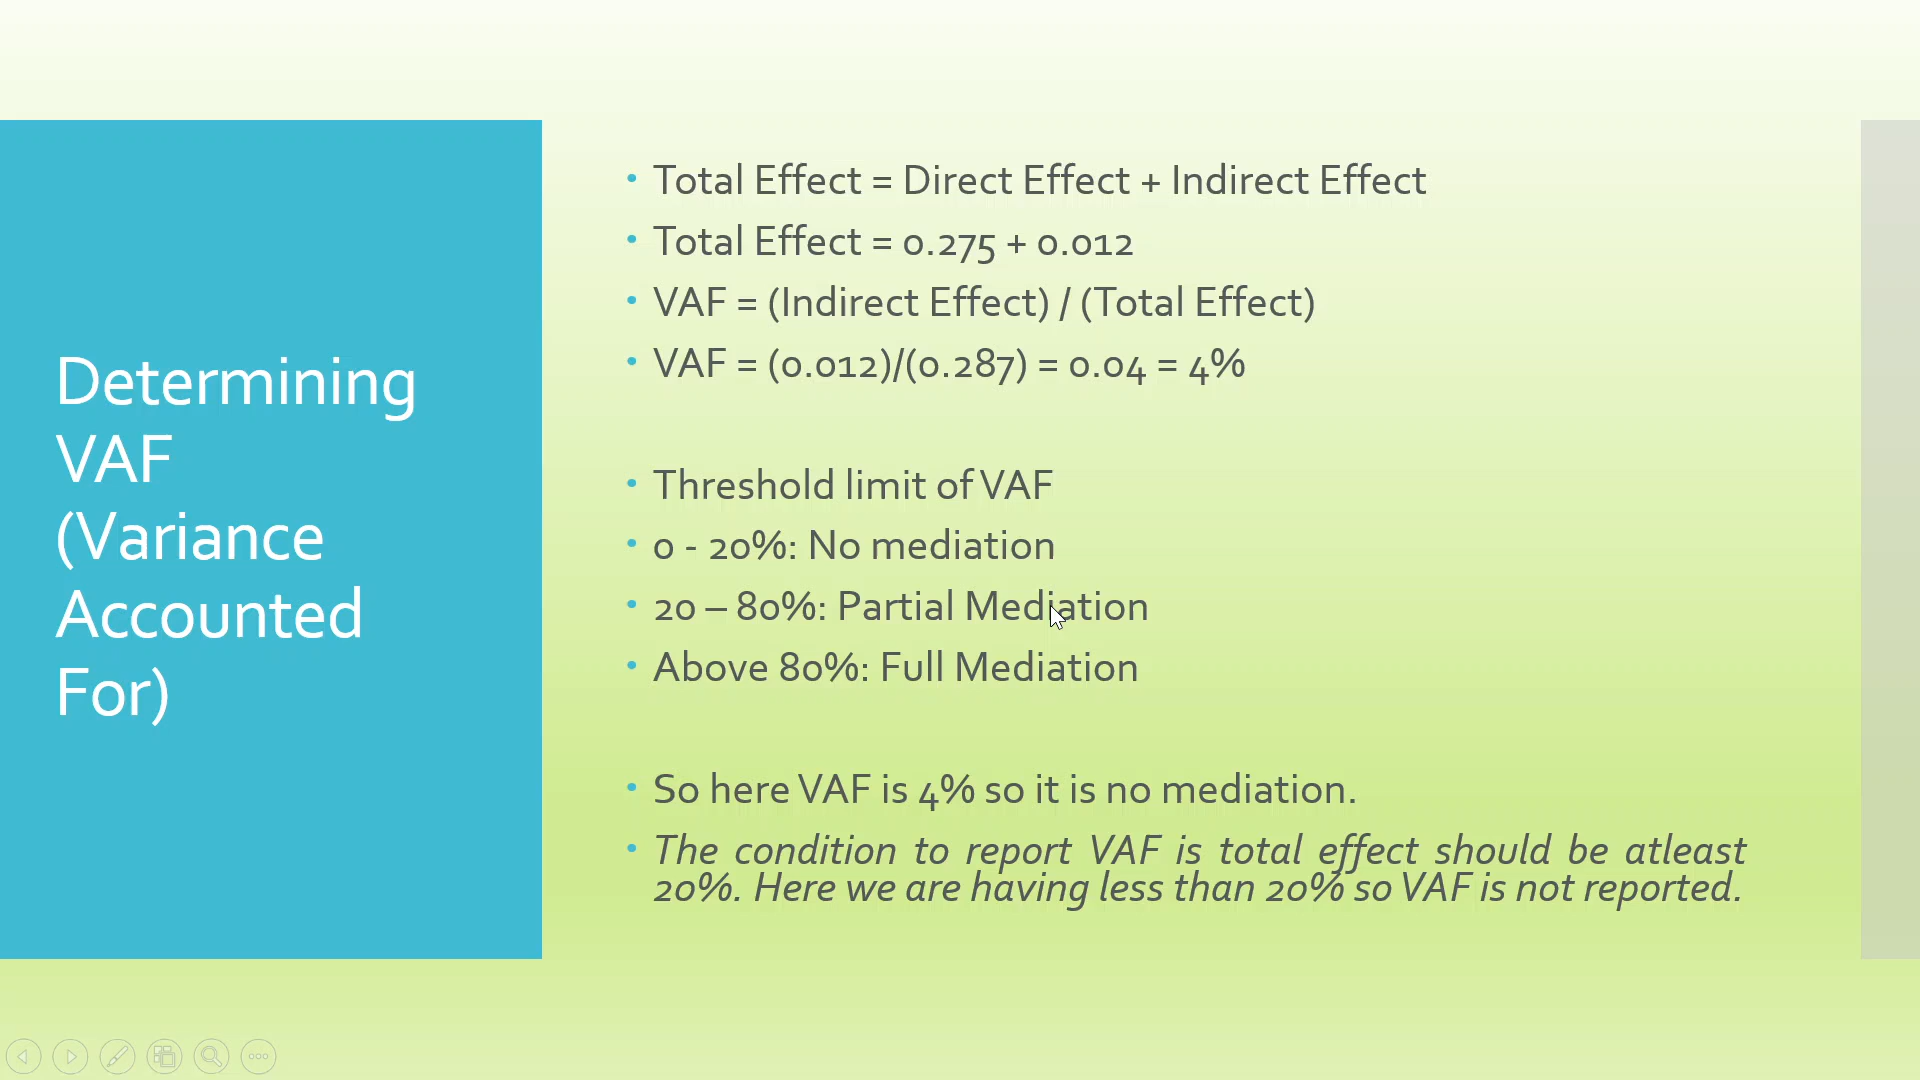 Determining
VAF
(Variance
Accounted
For)
• Total Effect = Direct Effect + Indirect Effect
• Total Effect = 0.275 + 0.012
• VAF = (Indirect Effect) / (Total Effect)
• VAF = (0.012)/(0.287) = 0.04 = 4%
• Threshold limit of VAF
• 0 - 20%: No mediation
• 20 – 80%: Partial Mediation
• Above 80%: Full Mediation
• So here VAF is 4% so it is no mediation.
• The condition to report VAF is total effect should be atleast
20%. Here we are having less than 20% so VAF is not reported.